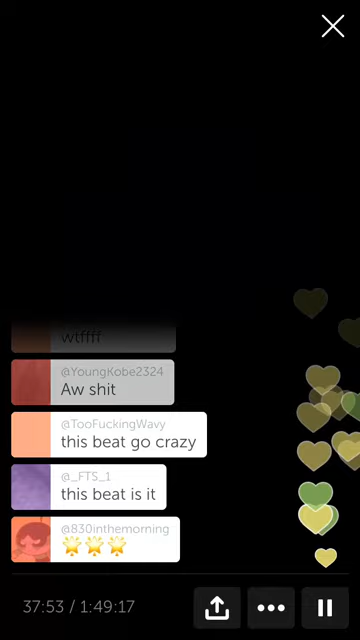 wtffff
@YoungKobe2324
Aw shit
@TooFuckingWavy
this beat go crazy
@_FTS_1
this beat is it
@830inthemorning
🌟🌟🌟
37:53 / 1:49:17